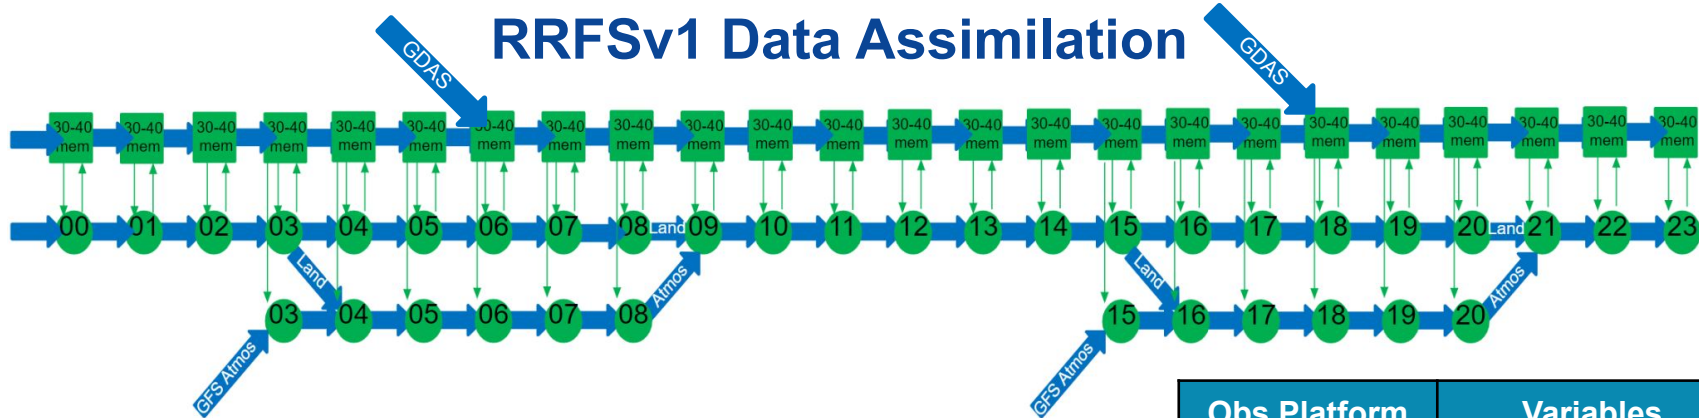 RRFSv1 Data Assimilation
GDAS GDAS
30-40 30-40 30-40 30-40 30-40 30-40 30-40 30-40 30-40 30-40 30-40 30-40 30-40 30-40 30-40 30-40 30-40 30-40 30-40 30-40 30-40 30-40 30-40 30-40
mem mem mem mem mem mem mem mem mem mem mem mem mem mem mem mem mem mem mem mem mem mem mem mem
00 01 02 03 04 05 06 07 08 Land 09 10 11 12 13 14 15 16 17 18 19 20 Land 21 22 23
Land Atmos Land Atmos
03 04 05 06 07 08 15 16 17 18 19 20
GFS Atmos GFS Atmos
Obs Platform Variables